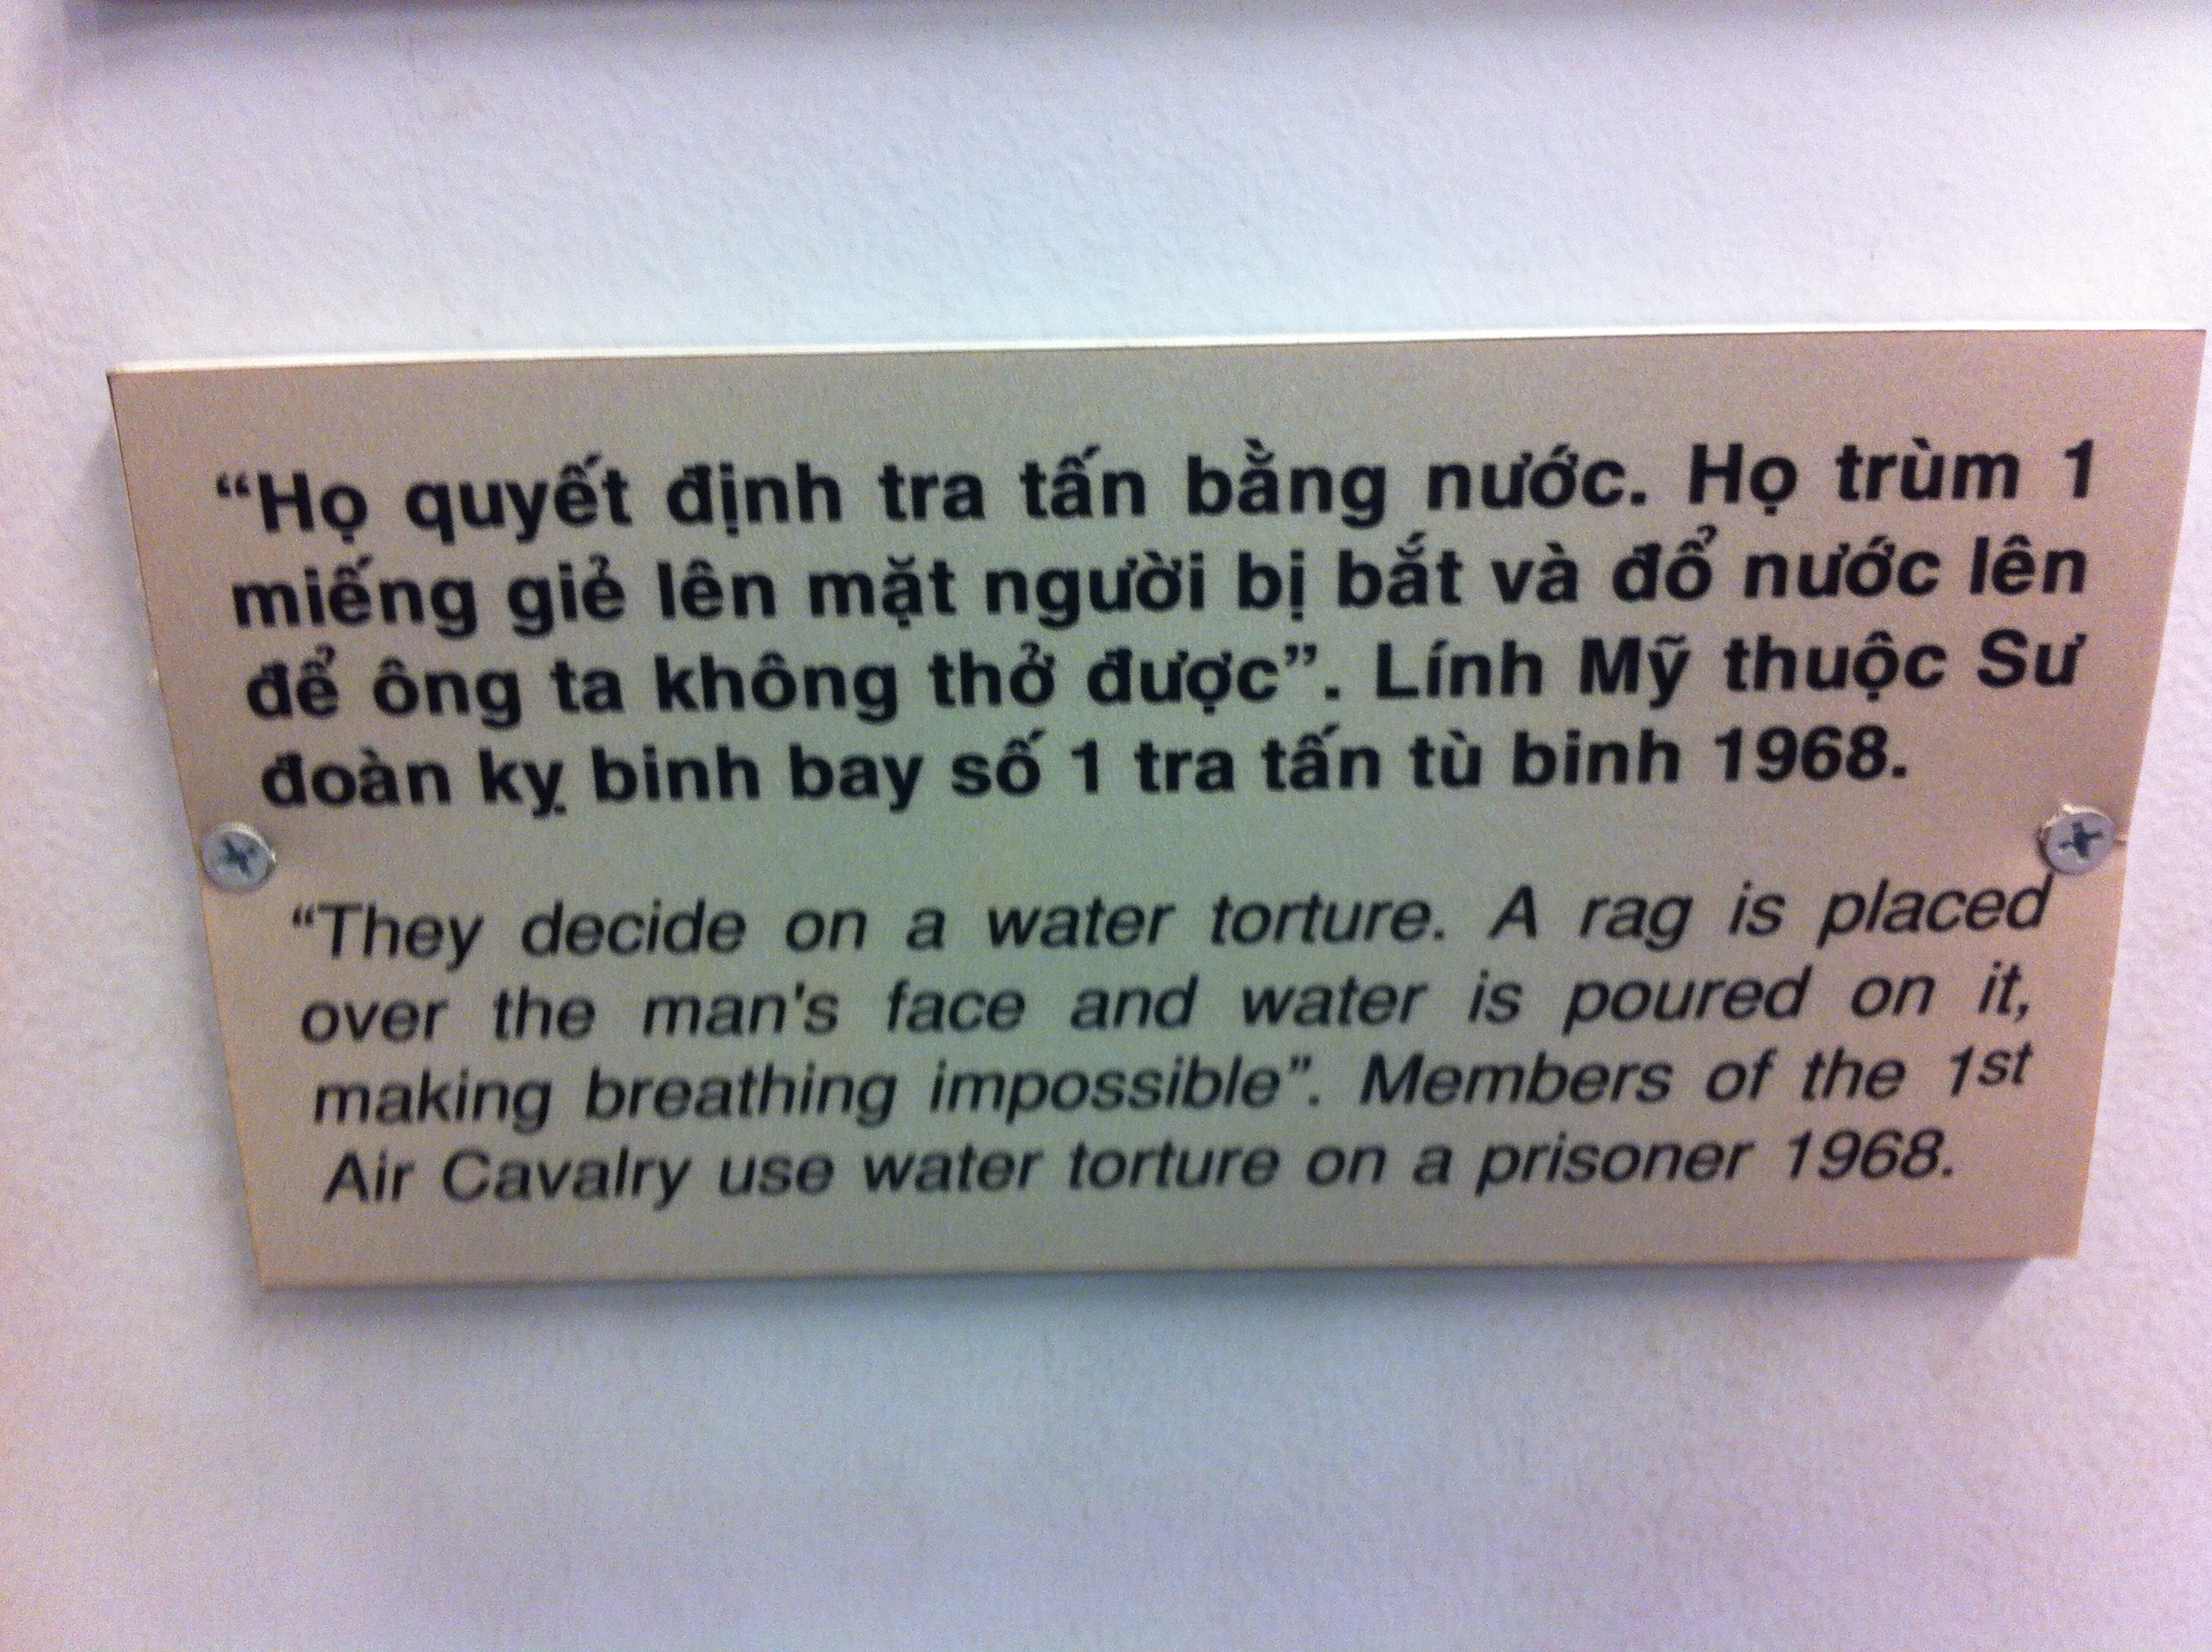 “Họ quyết định tra tấn bằng nước. Họ trùm 1
miếng giẻ lên mặt người bị bắt và đổ nước lên
để ông ta không thở được”. Lính Mỹ thuộc Sư
đoàn kỵ binh bay số 1 tra tấn tù binh 1968.
“They decide on a water torture. A rag is placed
over the man's face and water is poured on it,
making breathing impossible”. Members of the 1st
Air Cavalry use water torture on a prisoner 1968.